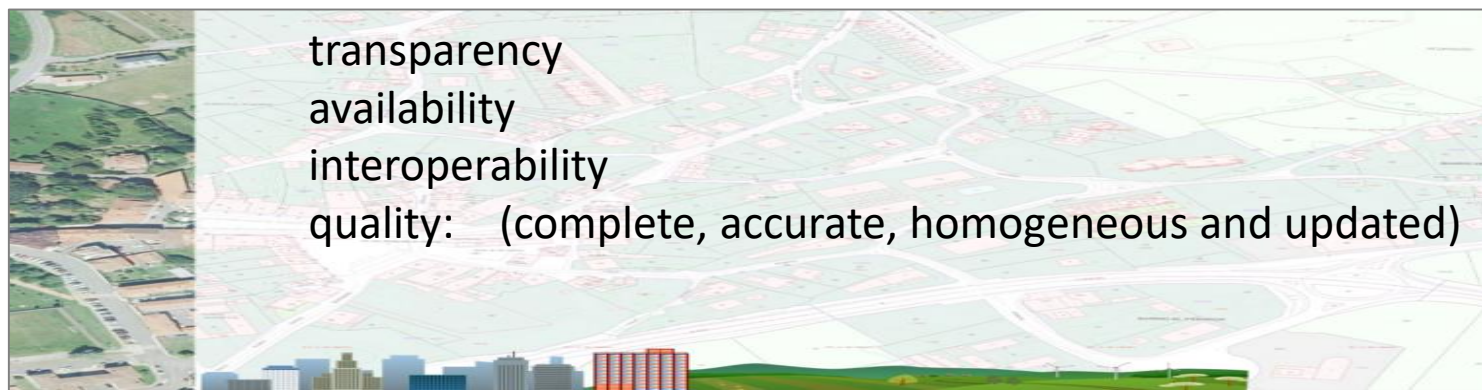 transparency
availability
interoperability
quality: (complete, accurate, homogeneous and updated)